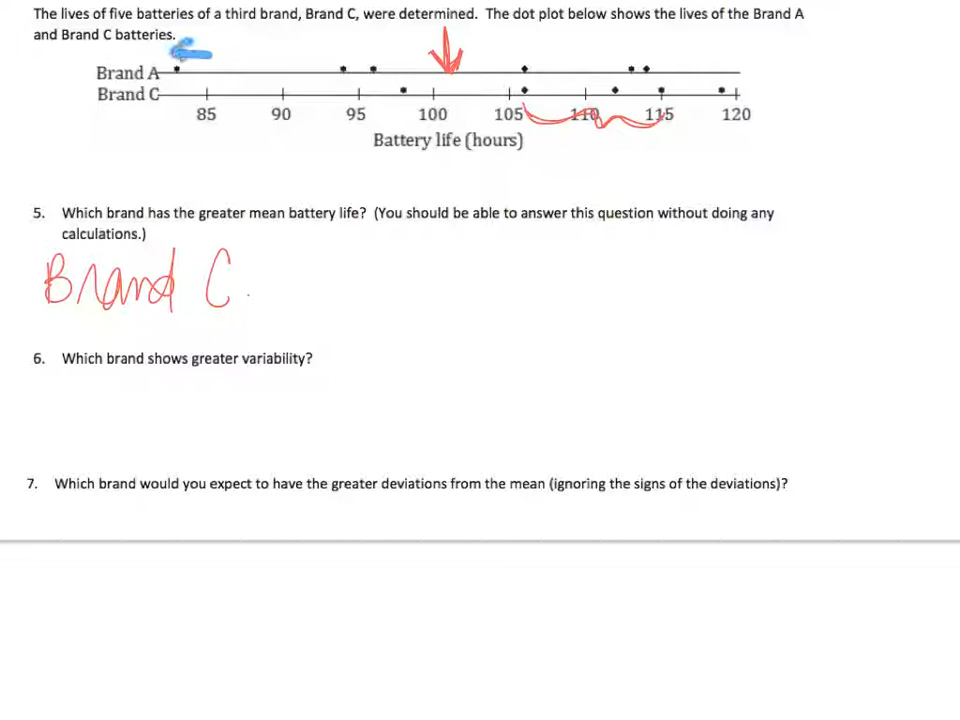 The lives of five batteries of a third brand, Brand C, were determined. The dot plot below shows the lives of the Brand A
and Brand C batteries.
Brand A
Brand C
85 90 95 100 105 110 115 120
Battery life (hours)
5. Which brand has the greater mean battery life? (You should be able to answer this question without doing any
calculations.)
Brand C.
6. Which brand shows greater variability?
7. Which brand would you expect to have the greater deviations from the mean (ignoring the signs of the deviations)?